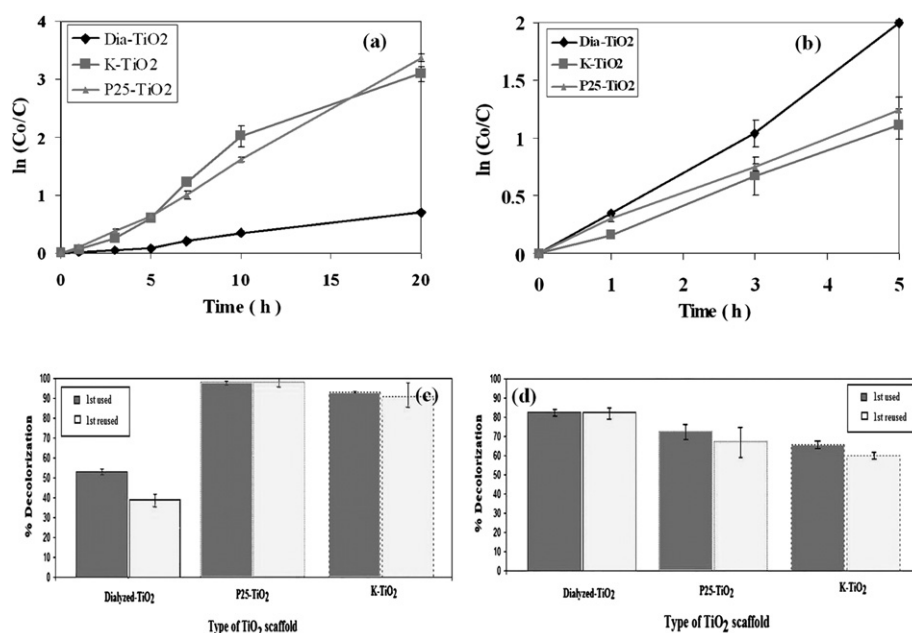 4
Dia-TiO2
K-TiO2
P25-TiO2
(a)
3
2
1
0
ln (Co/C)
0 5 10 15 20
Time ( h )
2
Dia-TiO2
K-TiO2
P25-TiO2
(b)
1.5
1
0.5
0
ln (Co/C)
0 1 2 3 4 5
Time ( h )
100
90
80
70
60
50
40
30
20
10
0
1st used
1st reused
(c)
% Decolorization
Dialyzed-TiO2 P25-TiO2 K-TiO2
Type of TiO2 scaffold
100
90
80
70
60
50
40
30
20
10
0
(d)
1st used
1st reused
% Decolorization
Dialyzed-TiO2 P25-TiO2 K-TiO2
Type of TiO2 scaffold